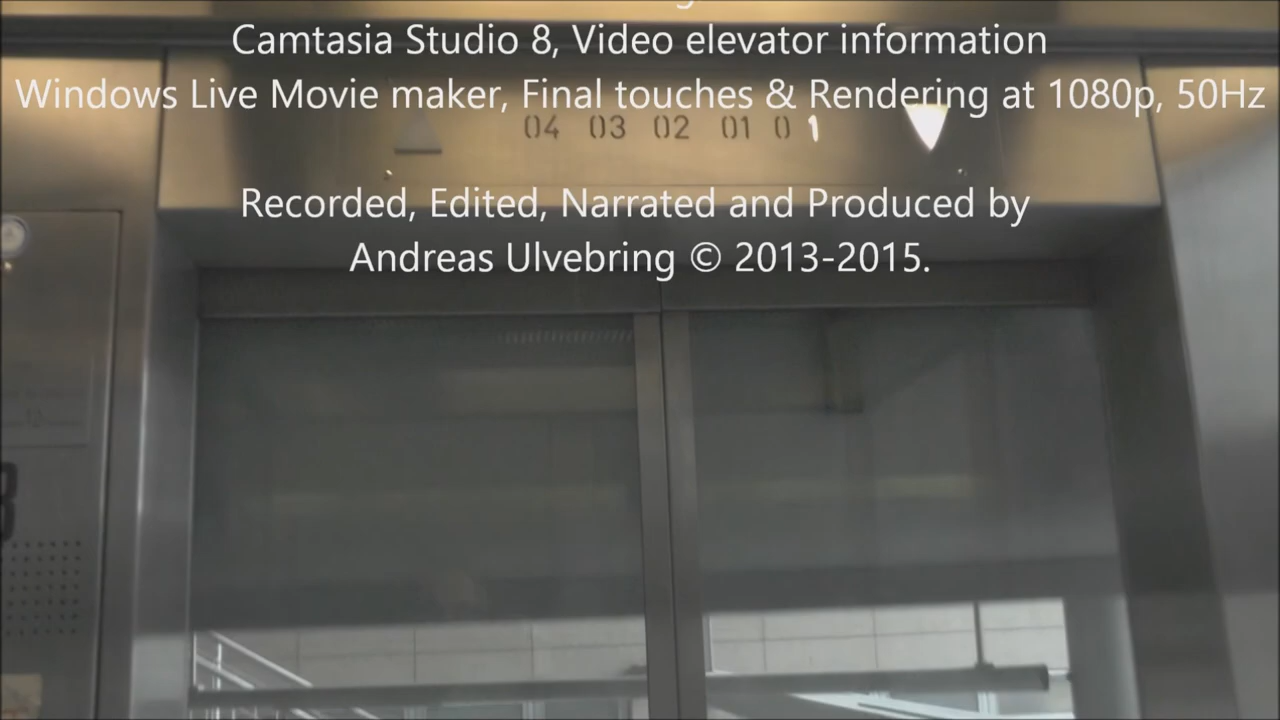 Camtasia Studio 8, Video elevator information
Windows Live Movie maker, Final touches & Rendering at 1080p, 50Hz
04 03 02 01 0 1
Recorded, Edited, Narrated and Produced by
Andreas Ulvebring © 2013-2015.